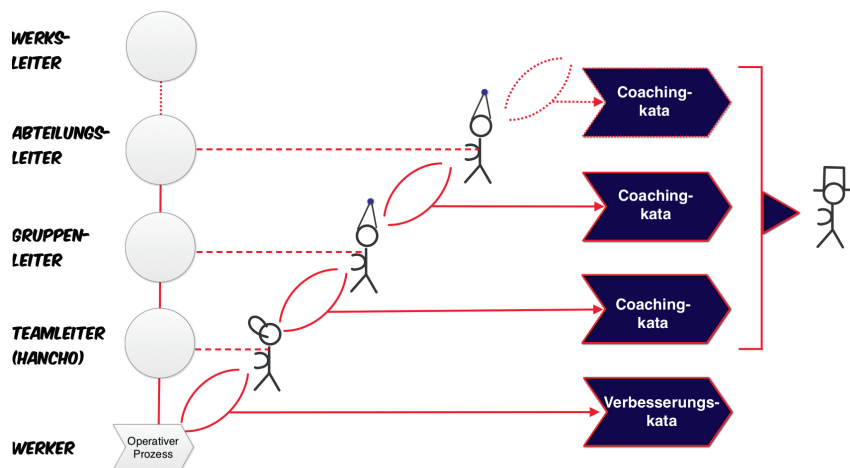 WERKS-
LEITER
ABTEILUNGS-
LEITER
GRUPPEN-
LEITER
TEAMLEITER
(HANCHO)
WERKER
Operativer
Prozess
Coaching-
kata
Coaching-
kata
Coaching-
kata
Verbesserungs-
kata